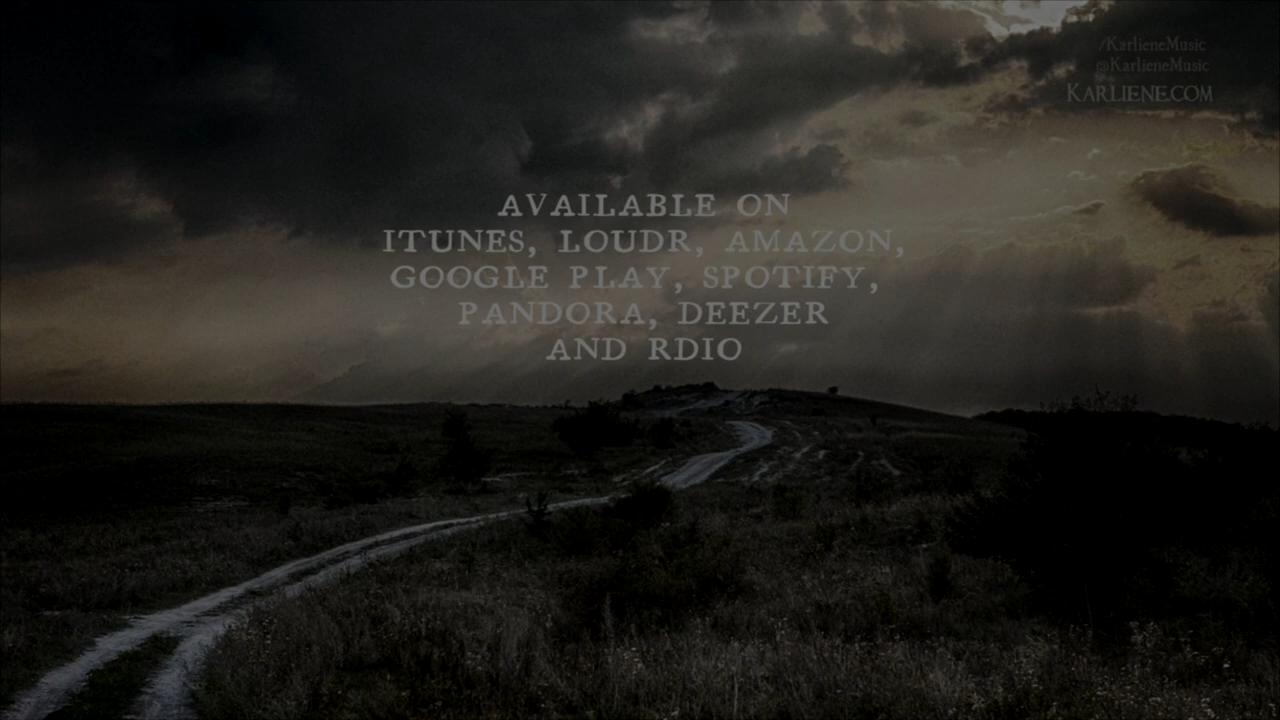 /KarlieneMusic
@KarlieneMusic
KARLIENE.COM
AVAILABLE ON
ITUNES, LOUDR, AMAZON,
GOOGLE PLAY, SPOTIFY,
PANDORA, DEEZER
AND RDIO